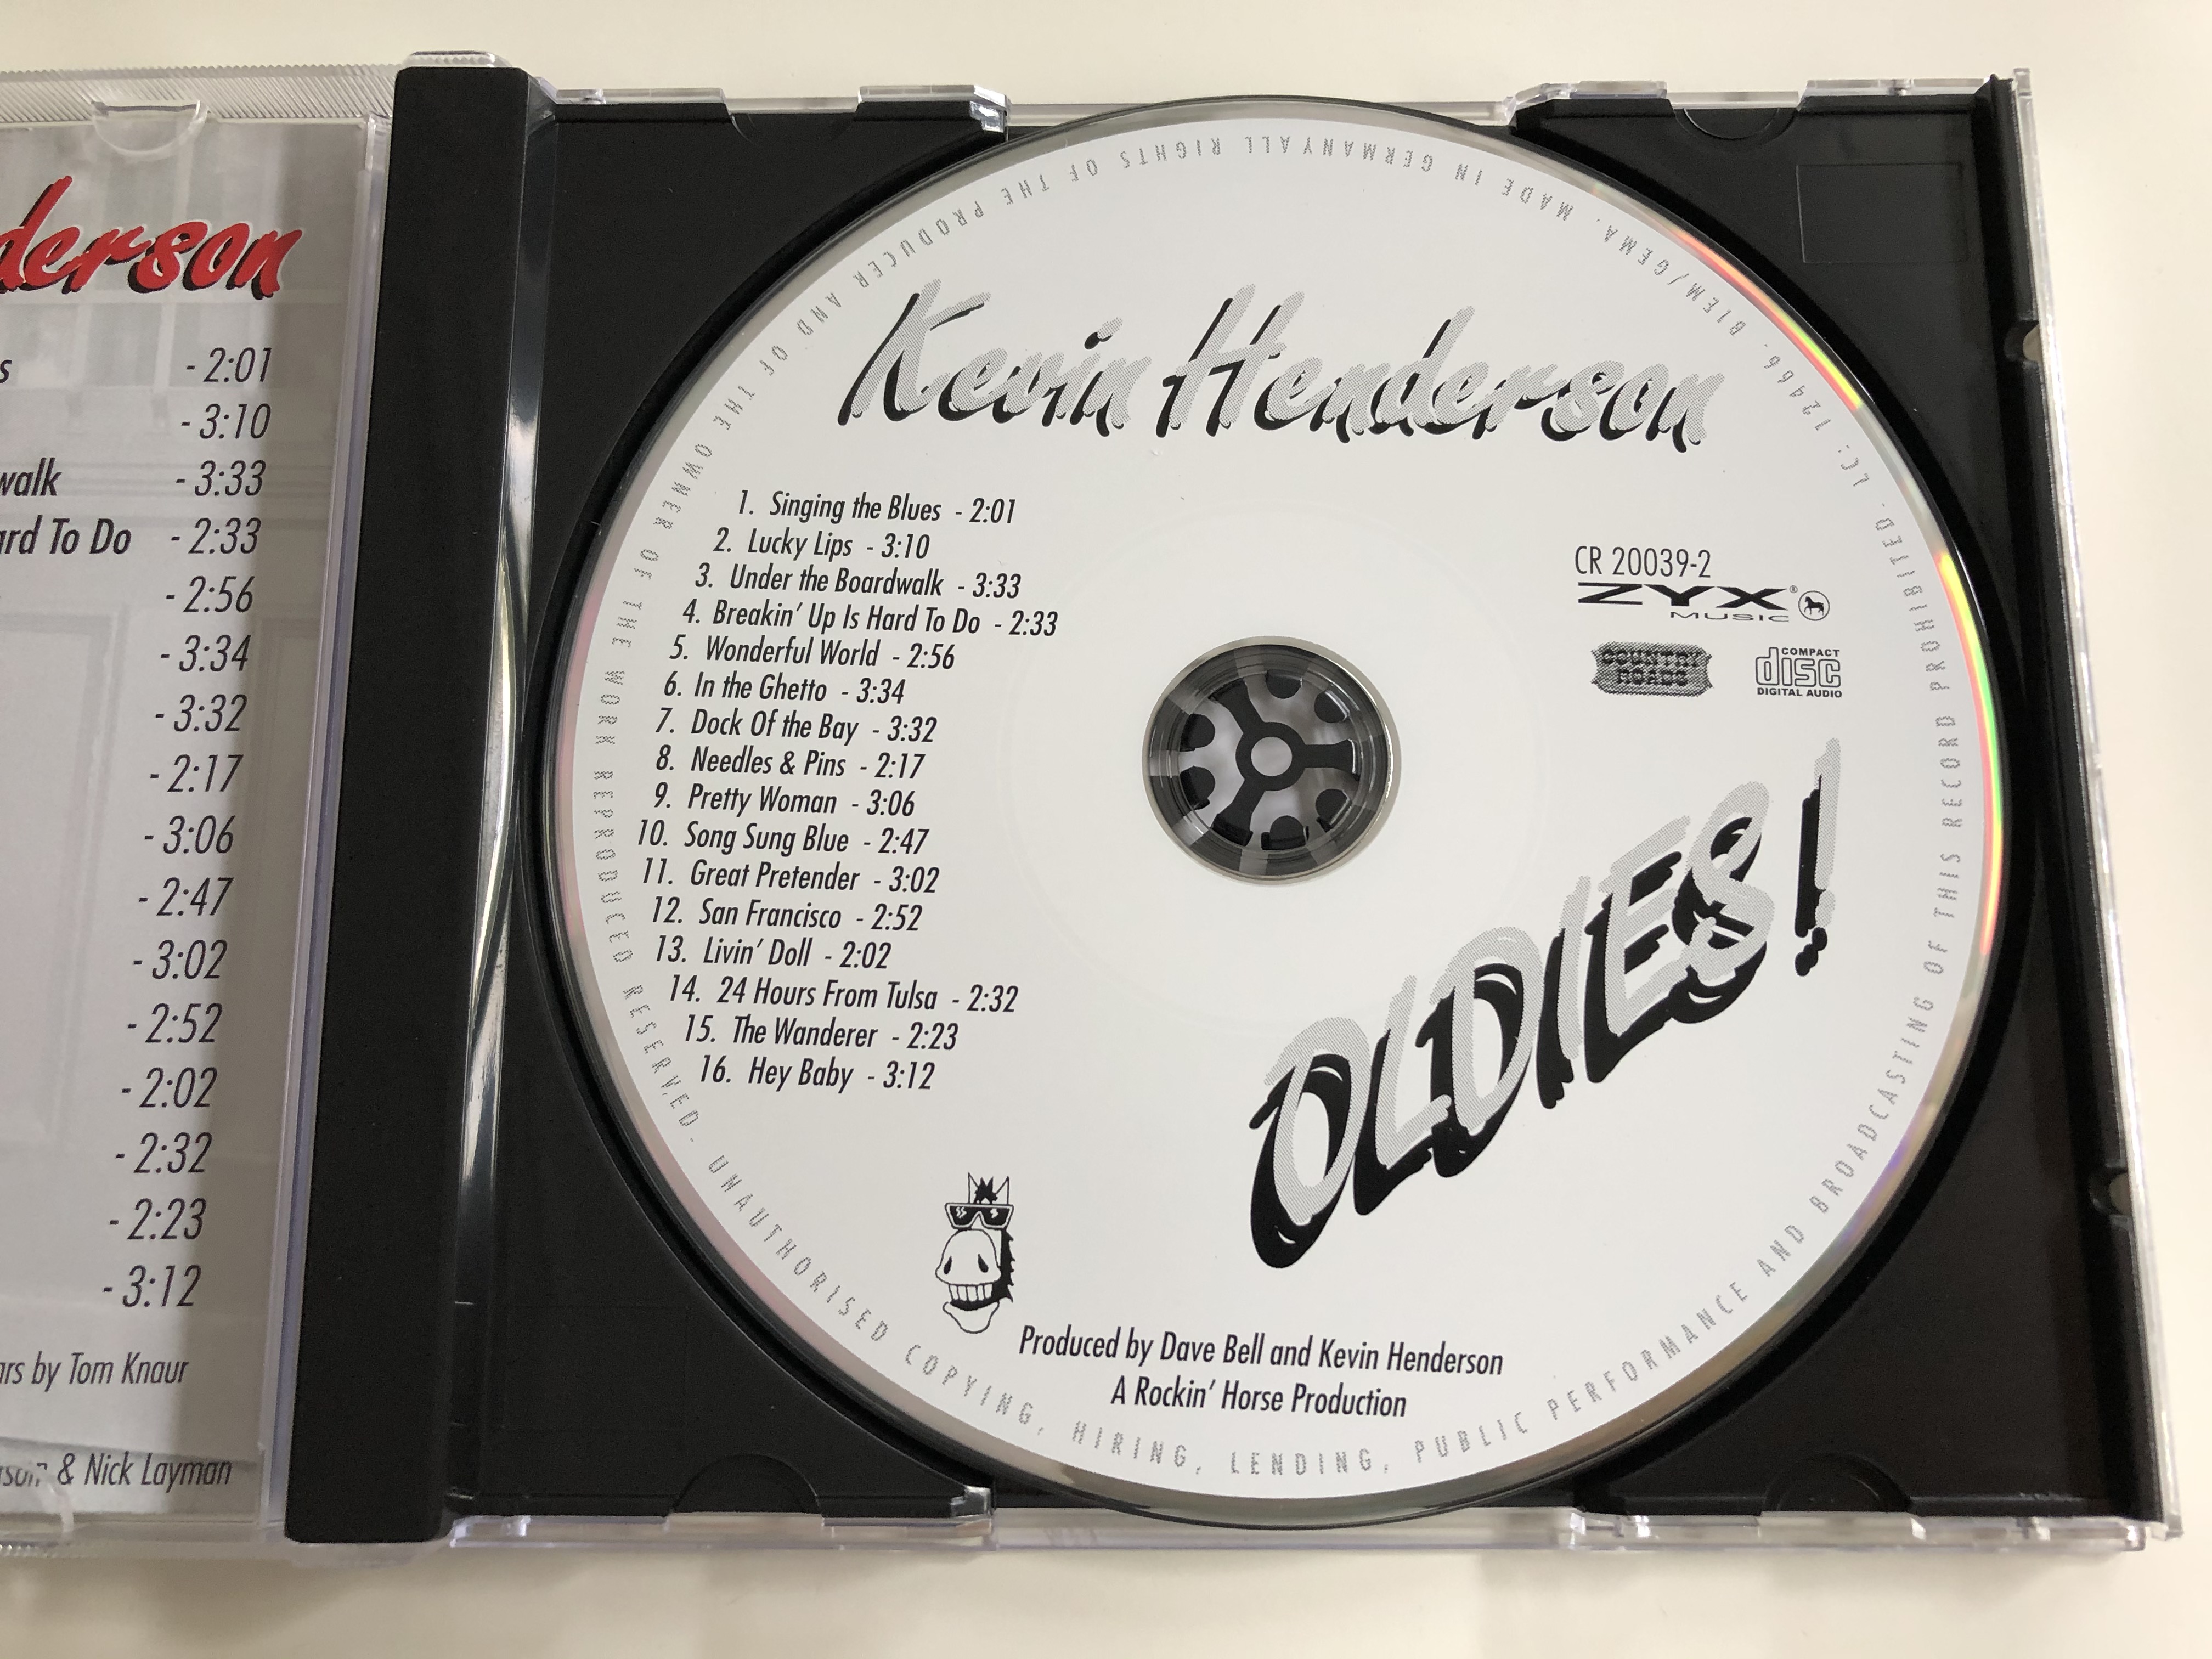 derson
s - 2:01
- 3:10
walk - 3:33
ard To Do - 2:33
- 2:56
- 3:34
- 3:32
- 2:17
- 3:06
- 2:47
- 3:02
- 2:52
- 2:02
- 2:32
- 2:23
- 3:12
ars by Tom Knaur
& Nick Layman
Kevin Henderson
1. Singing the Blues - 2:01
2. Lucky Lips - 3:10
3. Under the Boardwalk - 3:33
4. Breakin' Up Is Hard To Do - 2:33
5. Wonderful World - 2:56
6. In the Ghetto - 3:34
7. Dock Of the Bay - 3:32
8. Needles & Pins - 2:17
9. Pretty Woman - 3:06
10. Song Sung Blue - 2:47
11. Great Pretender - 3:02
12. San Francisco - 2:52
13. Livin' Doll - 2:02
14. 24 Hours From Tulsa - 2:32
15. The Wanderer - 2:23
16. Hey Baby - 3:12
CR 20039-2
ZYX®
MUSIC
COUNTRY
ROADS
COMPACT
disc
DIGITAL AUDIO
OLDIES!
Produced by Dave Bell and Kevin Henderson
A Rockin' Horse Production
ALL RIGHTS OF THE PRODUCER AND OF THE OWNER OF THE WORK REPRODUCED RESERVED. UNAUTHORISED COPYING, HIRING, LENDING, PUBLIC PERFORMANCE AND BROADCASTING OF THIS RECORD PROHIBITED. LC: 12466. BIEM/GEMA. MADE IN GERMANY